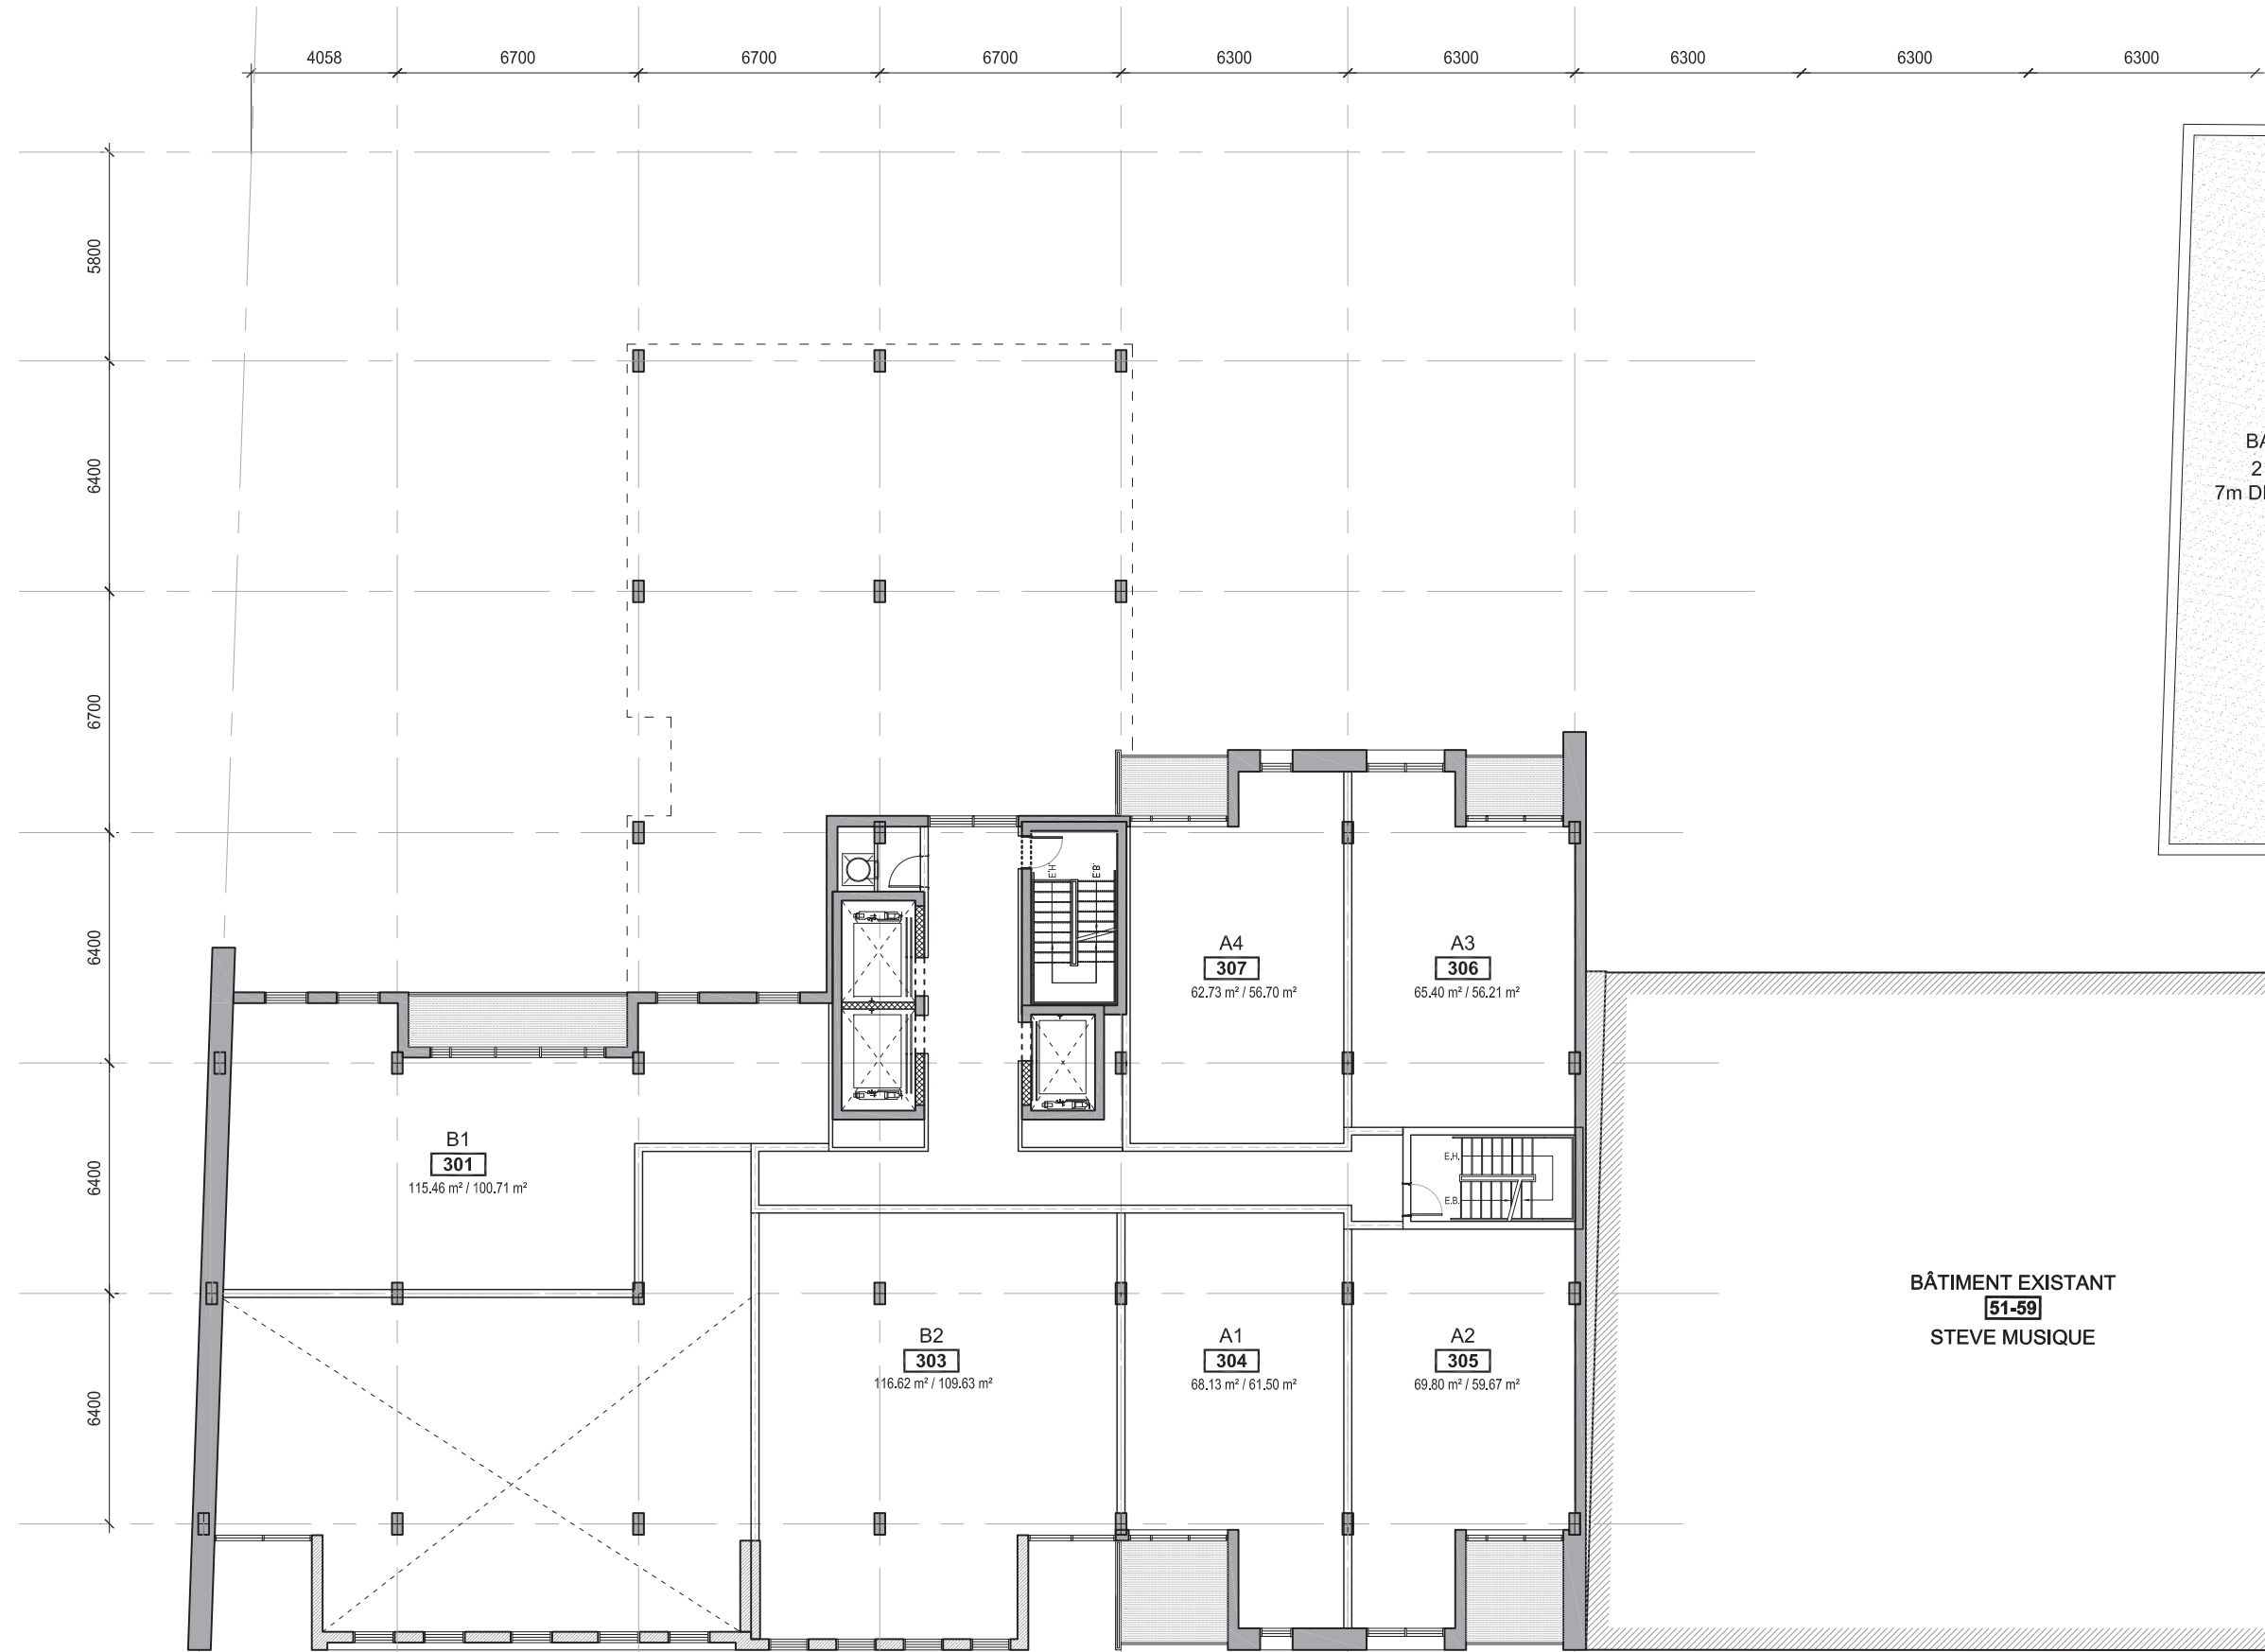 4058 6700 6700 6700 6300 6300 6300 6300 6300
5800
6400
6700
6400
6400
6400
BA
2
7m D
E.H. E.B.
A4
307
62.73 m² / 56.70 m²
A3
306
65.40 m² / 56.21 m²
B1
301
115.46 m² / 100.71 m²
E.H.
E.B.
B2
303
116.62 m² / 109.63 m²
A1
304
68.13 m² / 61.50 m²
A2
305
69.80 m² / 59.67 m²
BÂTIMENT EXISTANT
51-59
STEVE MUSIQUE